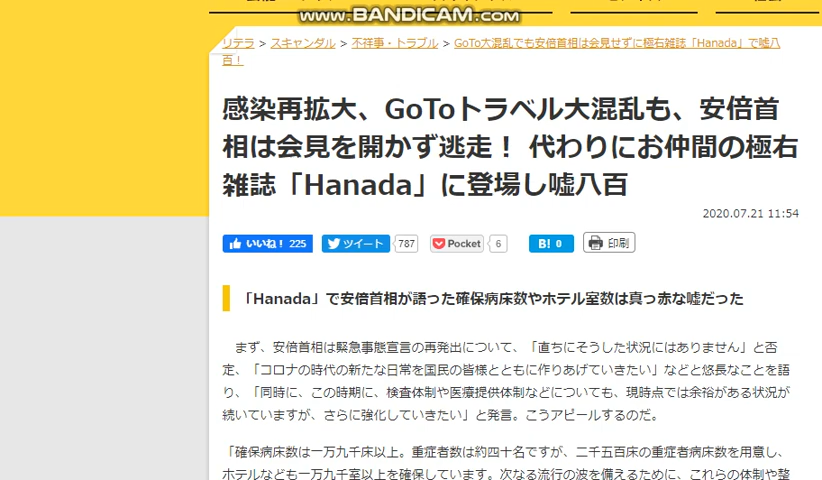 www.BANDICAM.com
リテラ > スキャンダル > 不祥事・トラブル > GoTo大混乱でも安倍首相は会見せずに極右雑誌「Hanada」で嘘八
百！
感染再拡大、GoToトラベル大混乱も、安倍首
相は会見を開かず逃走！ 代わりにお仲間の極右
雑誌「Hanada」に登場し嘘八百
2020.07.21 11:54
いいね！ 225 ツイート 787 Pocket 6 B! 0 印刷
「Hanada」で安倍首相が語った確保病床数やホテル室数は真っ赤な嘘だった
まず、安倍首相は緊急事態宣言の再発出について、「直ちにそうした状況にはありません」と否
定、「コロナの時代の新たな日常を国民の皆様とともに作りあげていきたい」などと悠長なことを語
り、「同時に、この時期に、検査体制や医療提供体制などについても、現時点では余裕がある状況が
続いていますが、さらに強化していきたい」と発言。こうアピールするのだ。
「確保病床数は一万九千床以上。重症者数は約四十名ですが、二千五百床の重症者病床数を用意し、
ホテルなども一万九千室以上を確保しています。次なる流行の波を備えるために、これらの体制や整